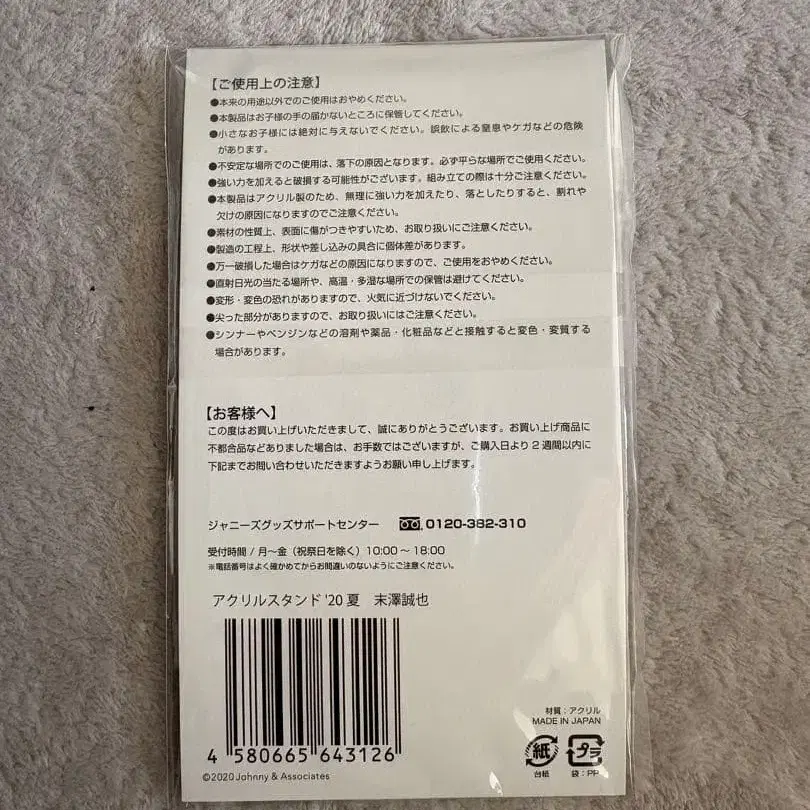 【ご使用上の注意】
●本来の用途以外でのご使用はおやめください。
●本製品はお子様の手の届かないところに保管してください。
●小さなお子様には絶対に与えないでください。誤飲による窒息やケガなどの危険
があります。
●不安定な場所でのご使用は、落下の原因となります。必ず平らな場所でご使用ください。
●強い力を加えると破損する可能性がございます。組み立ての際は十分ご注意ください。
●本製品はアクリル製のため、無理に強い力を加えたり、落としたりすると、割れや
欠けの原因になりますのでご注意ください。
●素材の性質上、表面に傷がつきやすいため、お取り扱いにご注意ください。
●製造の工程上、形状や差し込みの具合に個体差があります。
●万一破損した場合はケガなどの原因になりますので、ご使用をおやめください。
●直射日光の当たる場所や、高温・多湿な場所での保管は避けてください。
●変形・変色の恐れがありますので、火気に近づけないでください。
●尖った部分がありますので、お取り扱いにはご注意ください。
●シンナーやベンジンなどの溶剤や薬品・化粧品などと接触すると変色・変質する
場合があります。
【お客様へ】
この度はお買い上げいただきまして、誠にありがとうございます。お買い上げ商品に
不都合品などありました場合は、お手数ではございますが、ご購入日より2週間以内に
下記までお問い合わせいただきますようお願い申し上げます。
ジャニーズグッズサポートセンター 0120-382-310
受付時間/月〜金(祝祭日を除く)10:00〜18:00
※電話番号はよく確かめてからお間違いのないようにご注意ください。
アクリルスタンド'20夏 末澤誠也
4 580665 643126
©2020 Johnny & Associates
材質:アクリル
MADE IN JAPAN
紙 プラ
台紙 袋:PP